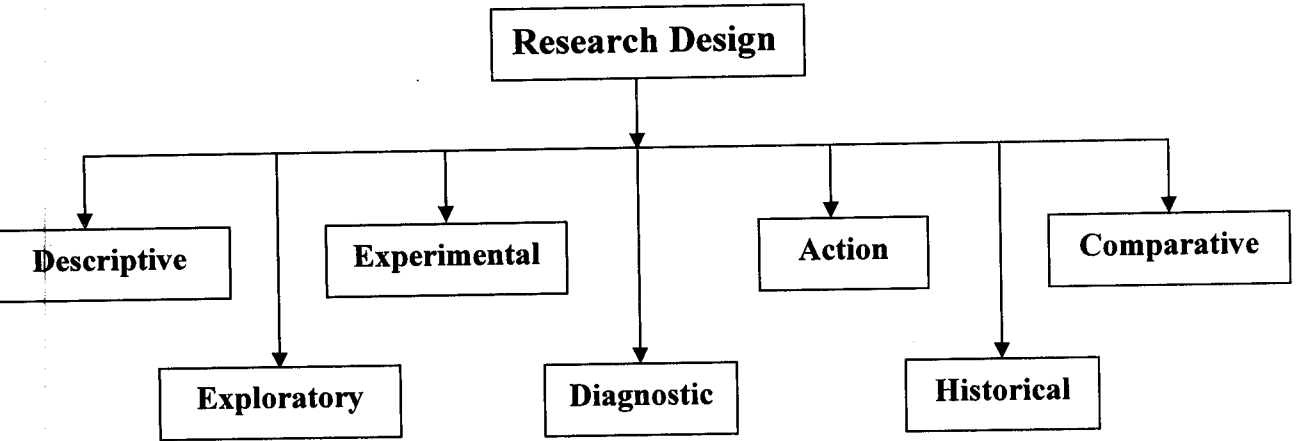 Research Design
Descriptive
Experimental
Action
Comparative
Exploratory
Diagnostic
Historical